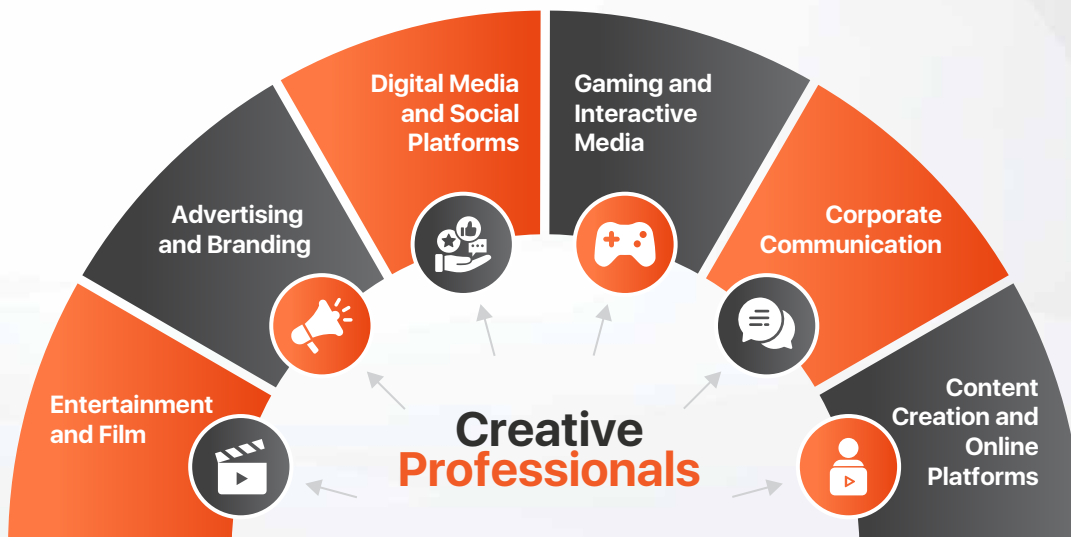 Entertainment
and Film
Advertising
and Branding
Digital Media
and Social
Platforms
Gaming and
Interactive
Media
Corporate
Communication
Content
Creation and
Online
Platforms
Creative
Professionals